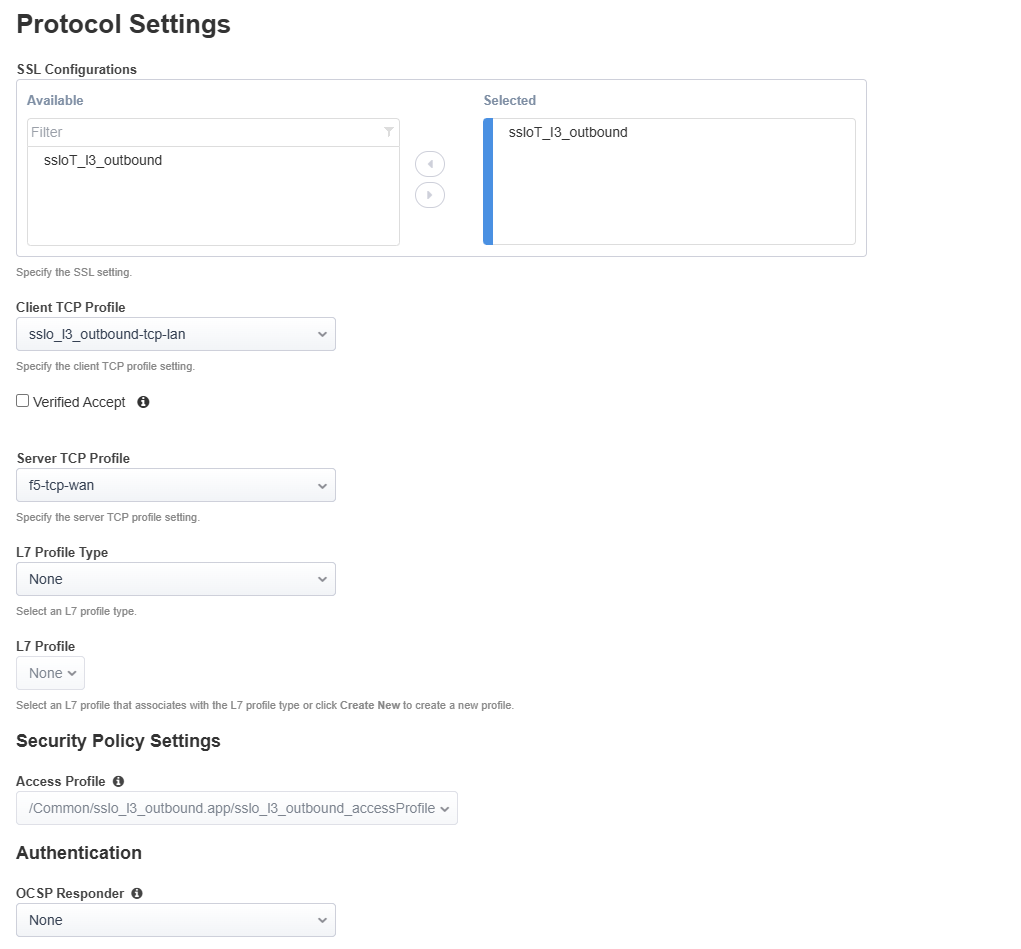 Protocol Settings
SSL Configurations
Available
Selected
Filter
ssloT_l3_outbound
ssloT_l3_outbound
Specify the SSL setting.
Client TCP Profile
sslo_l3_outbound-tcp-lan
Specify the client TCP profile setting.
Verified Accept
Server TCP Profile
f5-tcp-wan
Specify the server TCP profile setting.
L7 Profile Type
None
Select an L7 profile type.
L7 Profile
None
Select an L7 profile that associates with the L7 profile type or click Create New to create a new profile.
Security Policy Settings
Access Profile
/Common/sslo_l3_outbound.app/sslo_l3_outbound_accessProfile
Authentication
OCSP Responder
None